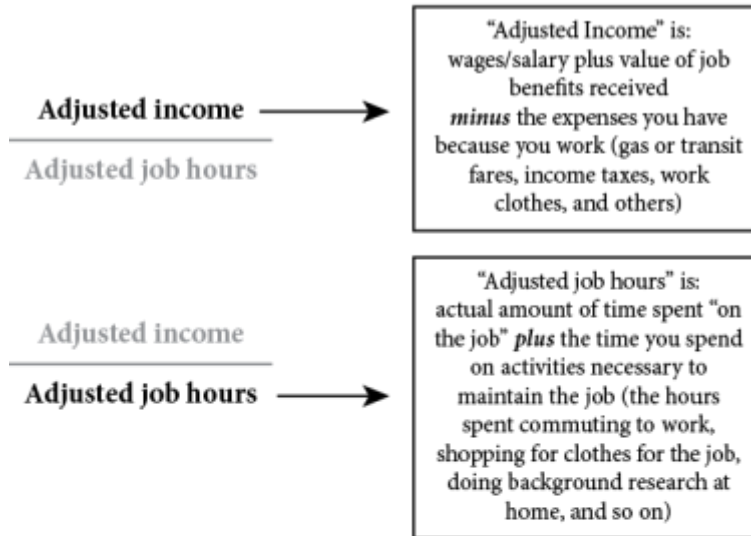 “Adjusted Income” is:
wages/salary plus value of job
benefits received
minus the expenses you have
because you work (gas or transit
fares, income taxes, work
clothes, and others)
Adjusted income
Adjusted job hours
“Adjusted job hours” is:
actual amount of time spent “on
the job” plus the time you spend
on activities necessary to
maintain the job (the hours
spent commuting to work,
shopping for clothes for the job,
doing background research at
home, and so on)
Adjusted income
Adjusted job hours